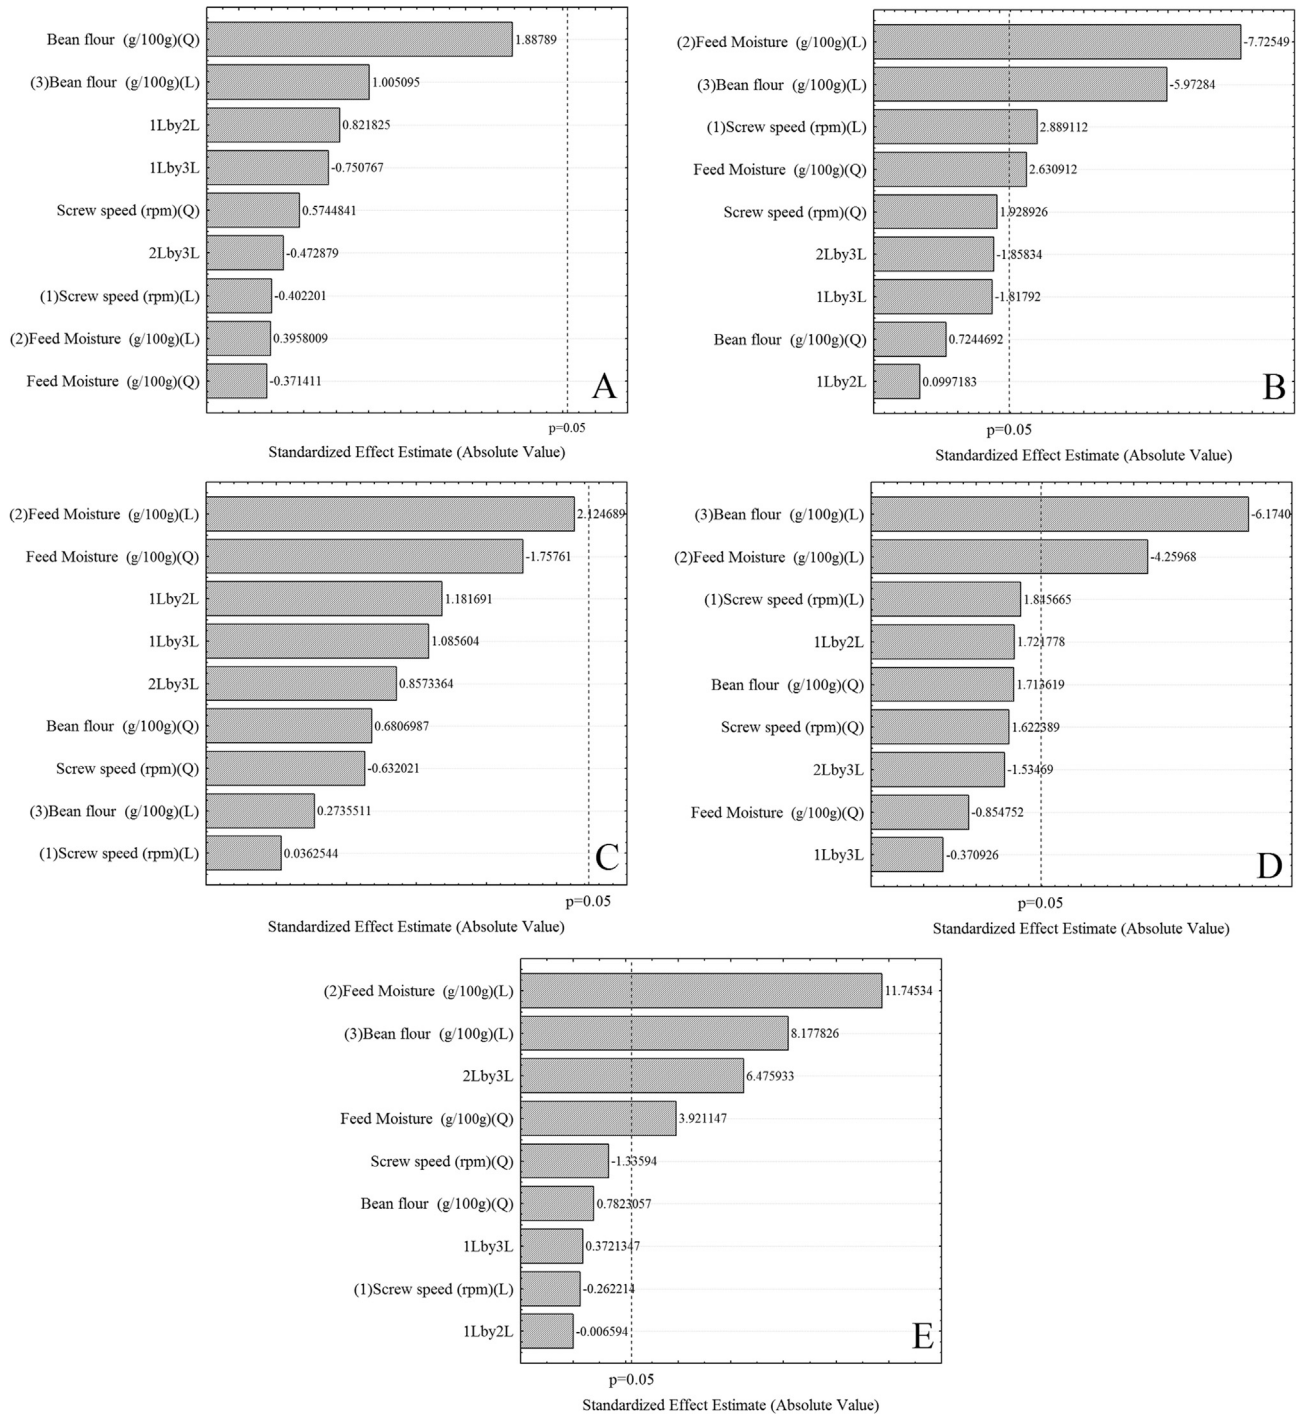 Bean flour (g/100g)(Q) 1.88789
(3)Bean flour (g/100g)(L) 1.005095
1Lby2L 0.821825
1Lby3L -0.750767
Screw speed (rpm)(Q) 0.5744841
2Lby3L -0.472879
(1)Screw speed (rpm)(L) -0.402201
(2)Feed Moisture (g/100g)(L) 0.3958009
Feed Moisture (g/100g)(Q) -0.371411
A
p=0.05
Standardized Effect Estimate (Absolute Value)
(2)Feed Moisture (g/100g)(L) -7.72549
(3)Bean flour (g/100g)(L) -5.97284
(1)Screw speed (rpm)(L) 2.889112
Feed Moisture (g/100g)(Q) 2.630912
Screw speed (rpm)(Q) 1.928926
2Lby3L -1.85834
1Lby3L -1.81792
Bean flour (g/100g)(Q) 0.7244692
1Lby2L 0.0997183
B
p=0.05
Standardized Effect Estimate (Absolute Value)
(2)Feed Moisture (g/100g)(L) 2.124689
Feed Moisture (g/100g)(Q) -1.75761
1Lby2L 1.181691
1Lby3L 1.085604
2Lby3L 0.8573364
Bean flour (g/100g)(Q) 0.6806987
Screw speed (rpm)(Q) -0.632021
(3)Bean flour (g/100g)(L) 0.2735511
(1)Screw speed (rpm)(L) 0.0362544
C
p=0.05
Standardized Effect Estimate (Absolute Value)
(3)Bean flour (g/100g)(L) -6.1740
(2)Feed Moisture (g/100g)(L) -4.25968
(1)Screw speed (rpm)(L) 1.845665
1Lby2L 1.721778
Bean flour (g/100g)(Q) 1.713619
Screw speed (rpm)(Q) 1.622389
2Lby3L -1.53469
Feed Moisture (g/100g)(Q) -0.854752
1Lby3L -0.370926
D
p=0.05
Standardized Effect Estimate (Absolute Value)
(2)Feed Moisture (g/100g)(L) 11.74534
(3)Bean flour (g/100g)(L) 8.177826
2Lby3L 6.475933
Feed Moisture (g/100g)(Q) 3.921147
Screw speed (rpm)(Q) -1.33594
Bean flour (g/100g)(Q) 0.7823057
1Lby3L 0.3721347
(1)Screw speed (rpm)(L) -0.262214
1Lby2L -0.006594
E
p=0.05
Standardized Effect Estimate (Absolute Value)